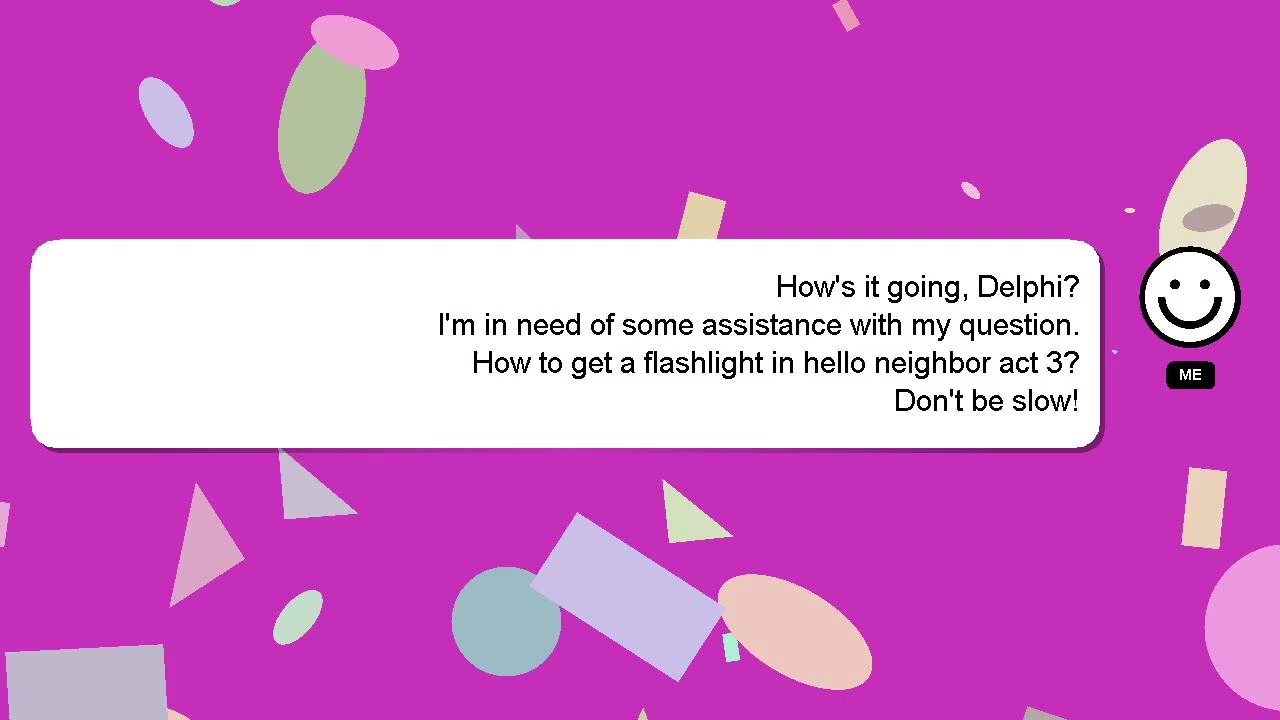 How's it going, Delphi?
I'm in need of some assistance with my question.
How to get a flashlight in hello neighbor act 3?
Don't be slow!
ME